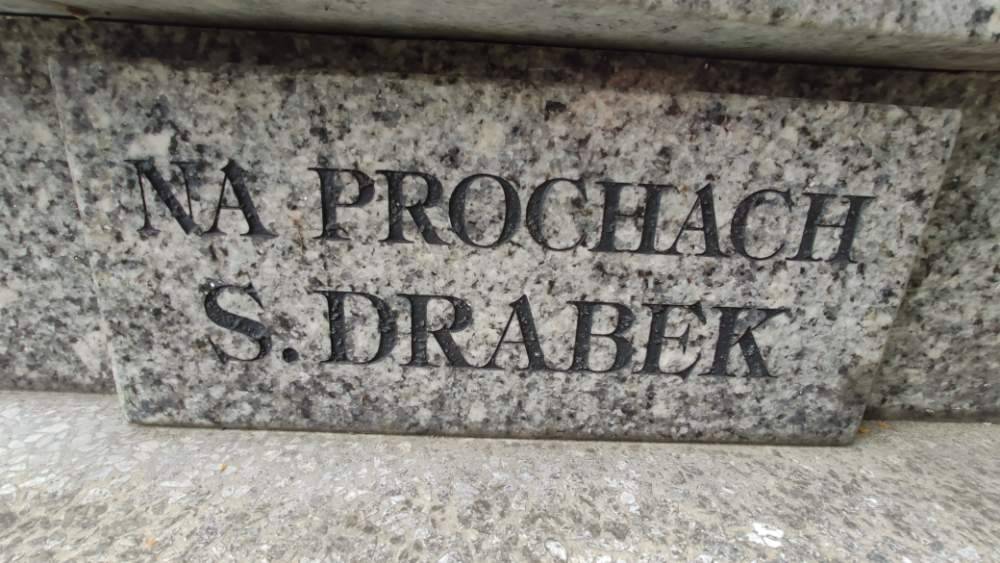 NA PROCHACH
S. DRABEK